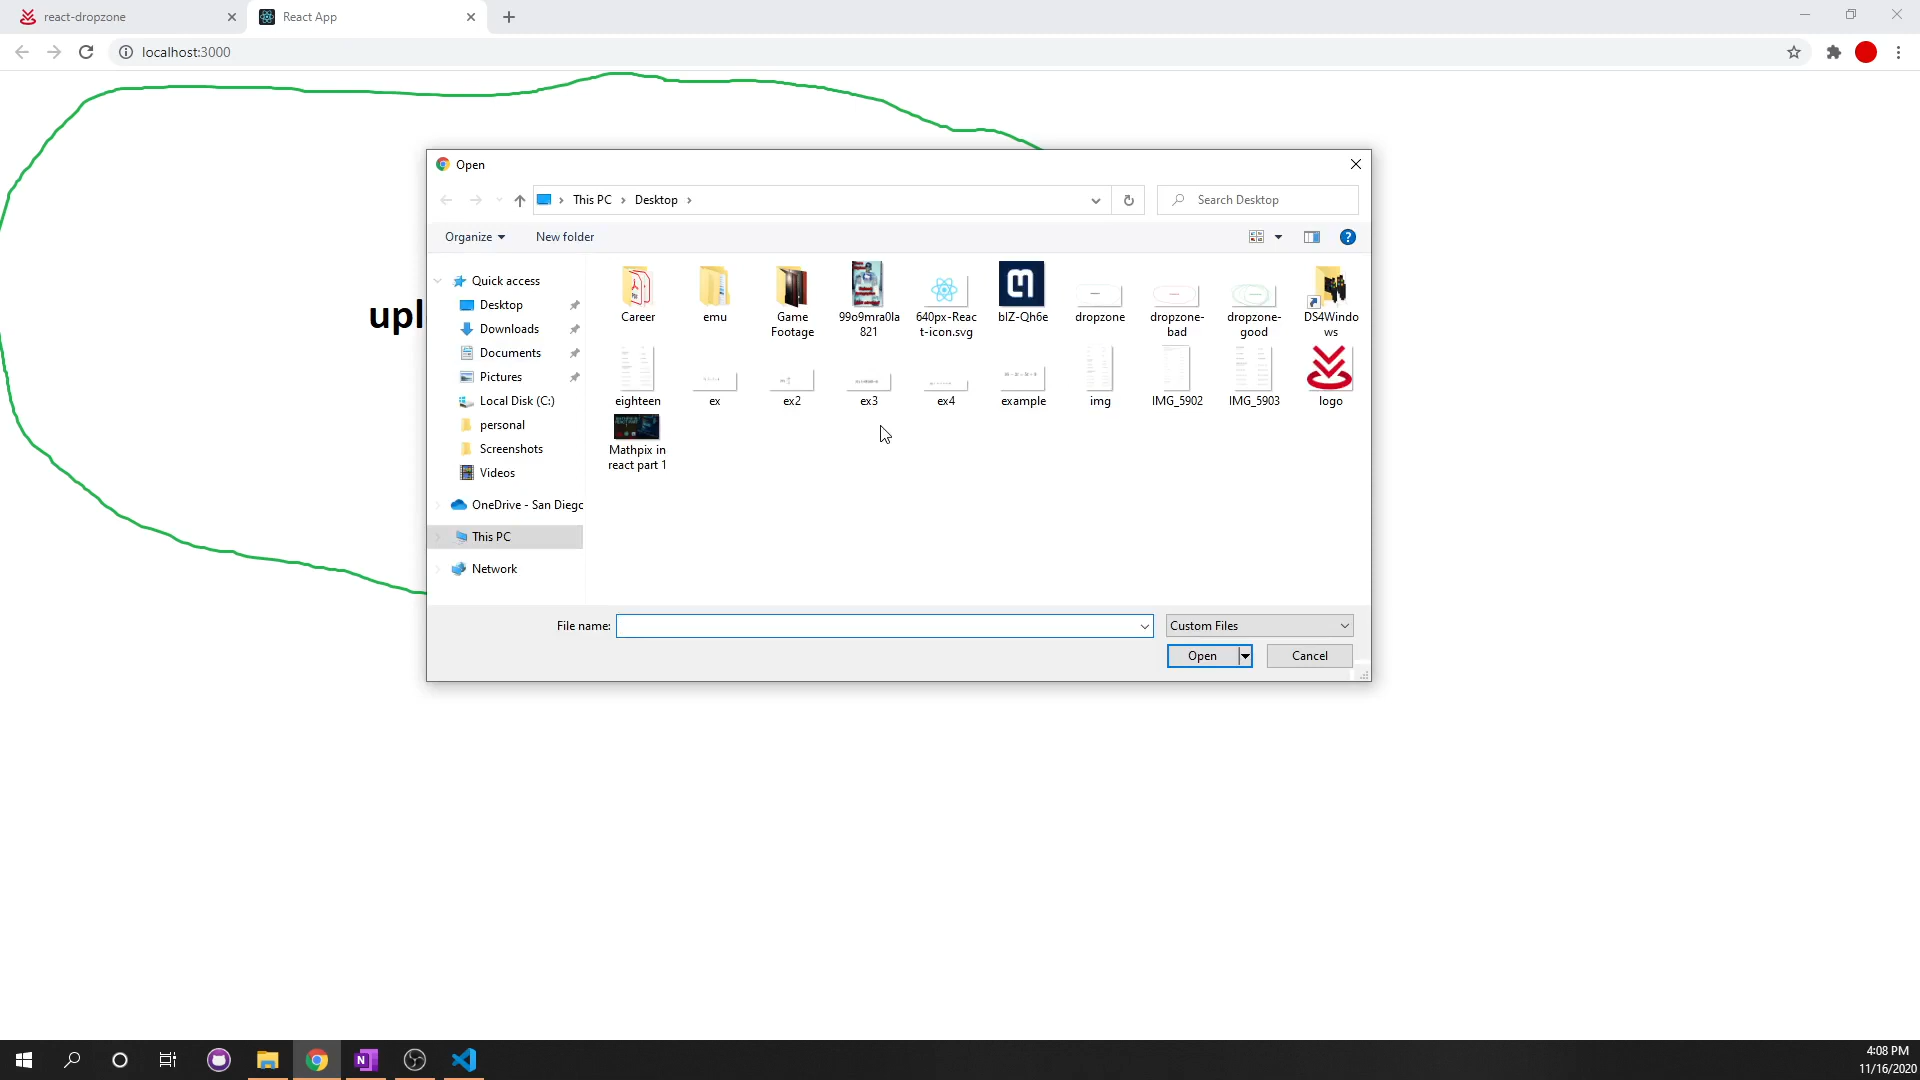 react-dropzone
React App
localhost:3000
upl
Open
This PC
Desktop
Search Desktop
Organize
New folder
Quick access
Desktop
Downloads
Documents
Pictures
Local Disk (C:)
personal
Screenshots
Videos
OneDrive - San Diego
This PC
Network
Career
emu
Game
Footage
99o9mra0la
821
640px-Reac
t-icon.svg
bIZ-Qh6e
dropzone
dropzone-
bad
dropzone-
good
DS4Windo
ws
eighteen
ex
ex2
ex3
ex4
example
img
IMG_5902
IMG_5903
logo
Mathpix in
react part 1
File name:
Custom Files
Open
Cancel
4:08 PM
11/16/2020